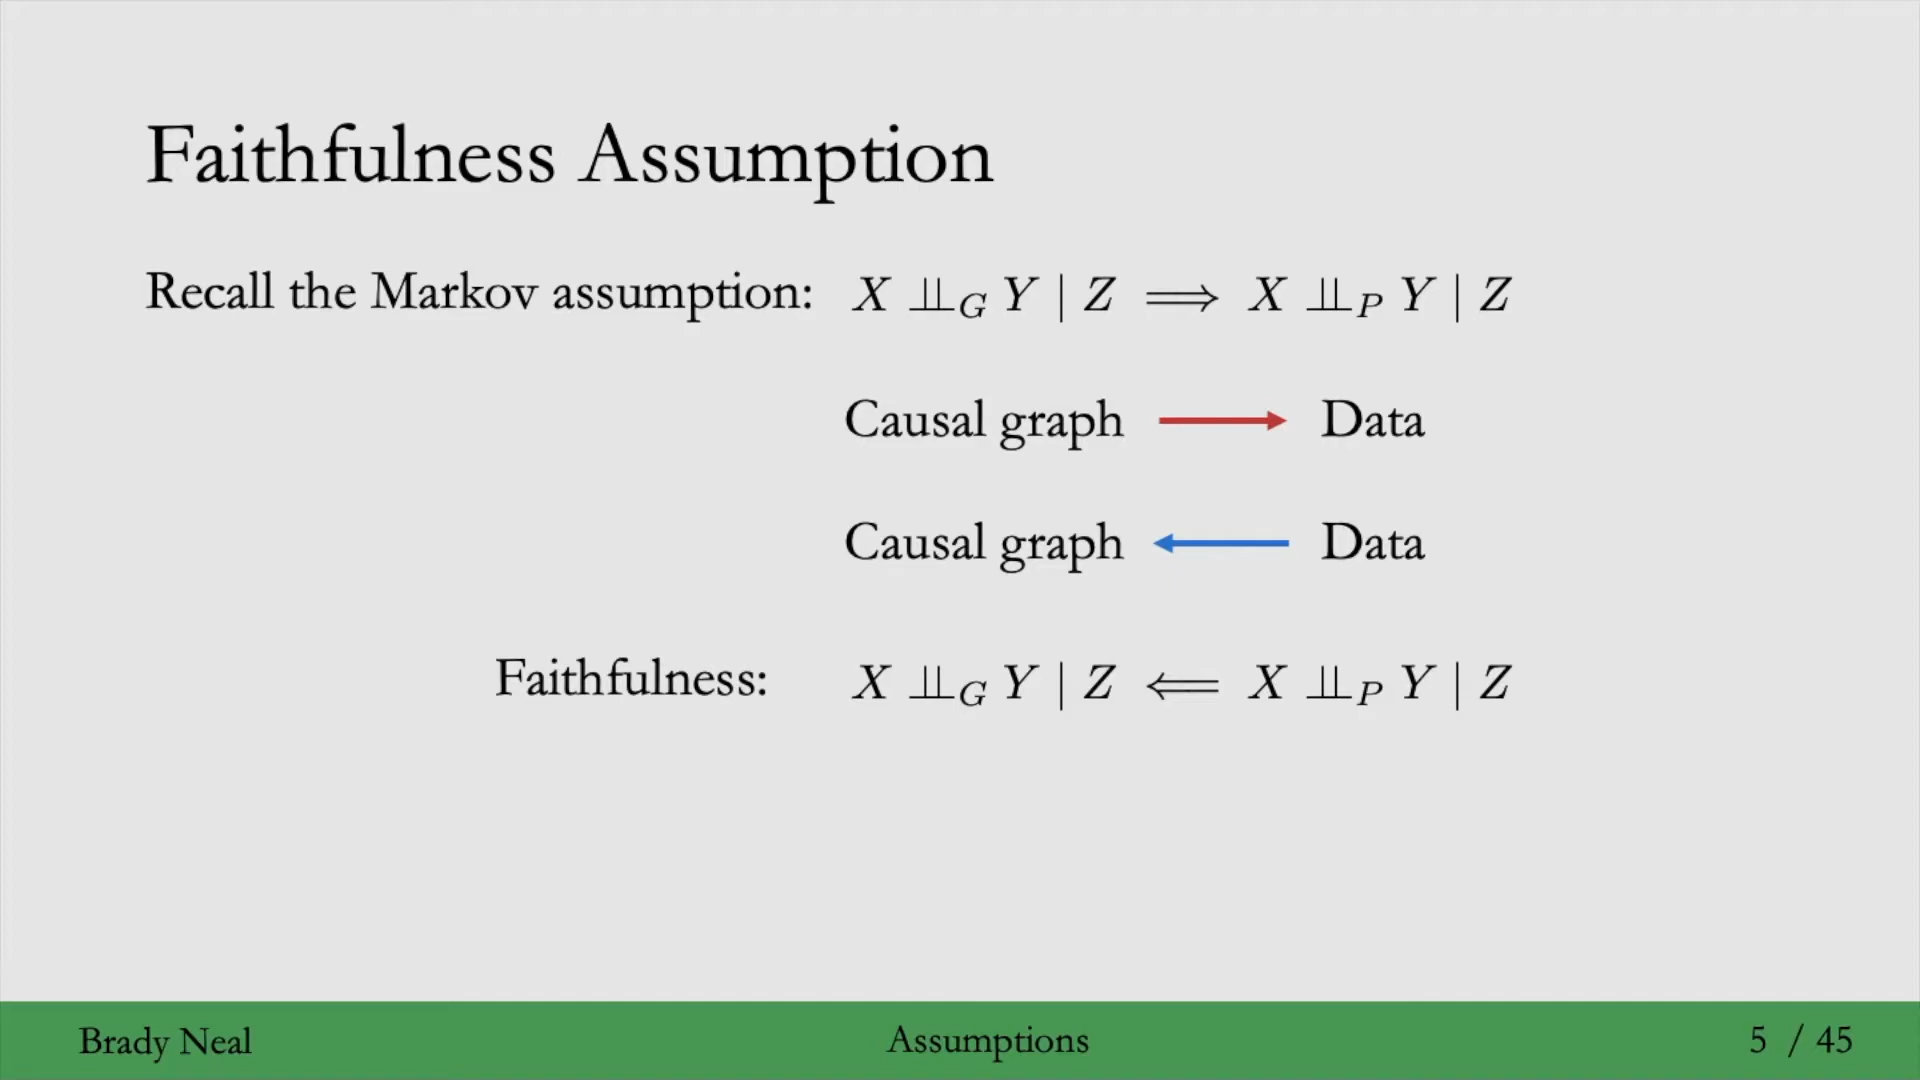 Faithfulness Assumption
Recall the Markov assumption: X ⫫_G Y | Z ⟹ X ⫫_P Y | Z
Causal graph → Data
Causal graph ← Data
Faithfulness: X ⫫_G Y | Z ⟸ X ⫫_P Y | Z
Brady Neal Assumptions 5 / 45